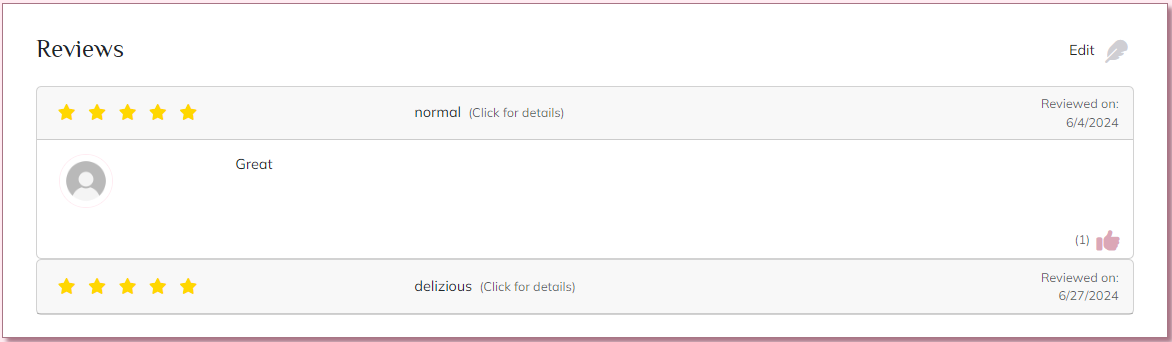 Reviews
Edit
normal (Click for details)
Reviewed on:
6/4/2024
Great
(1)
delizious (Click for details)
Reviewed on:
6/27/2024